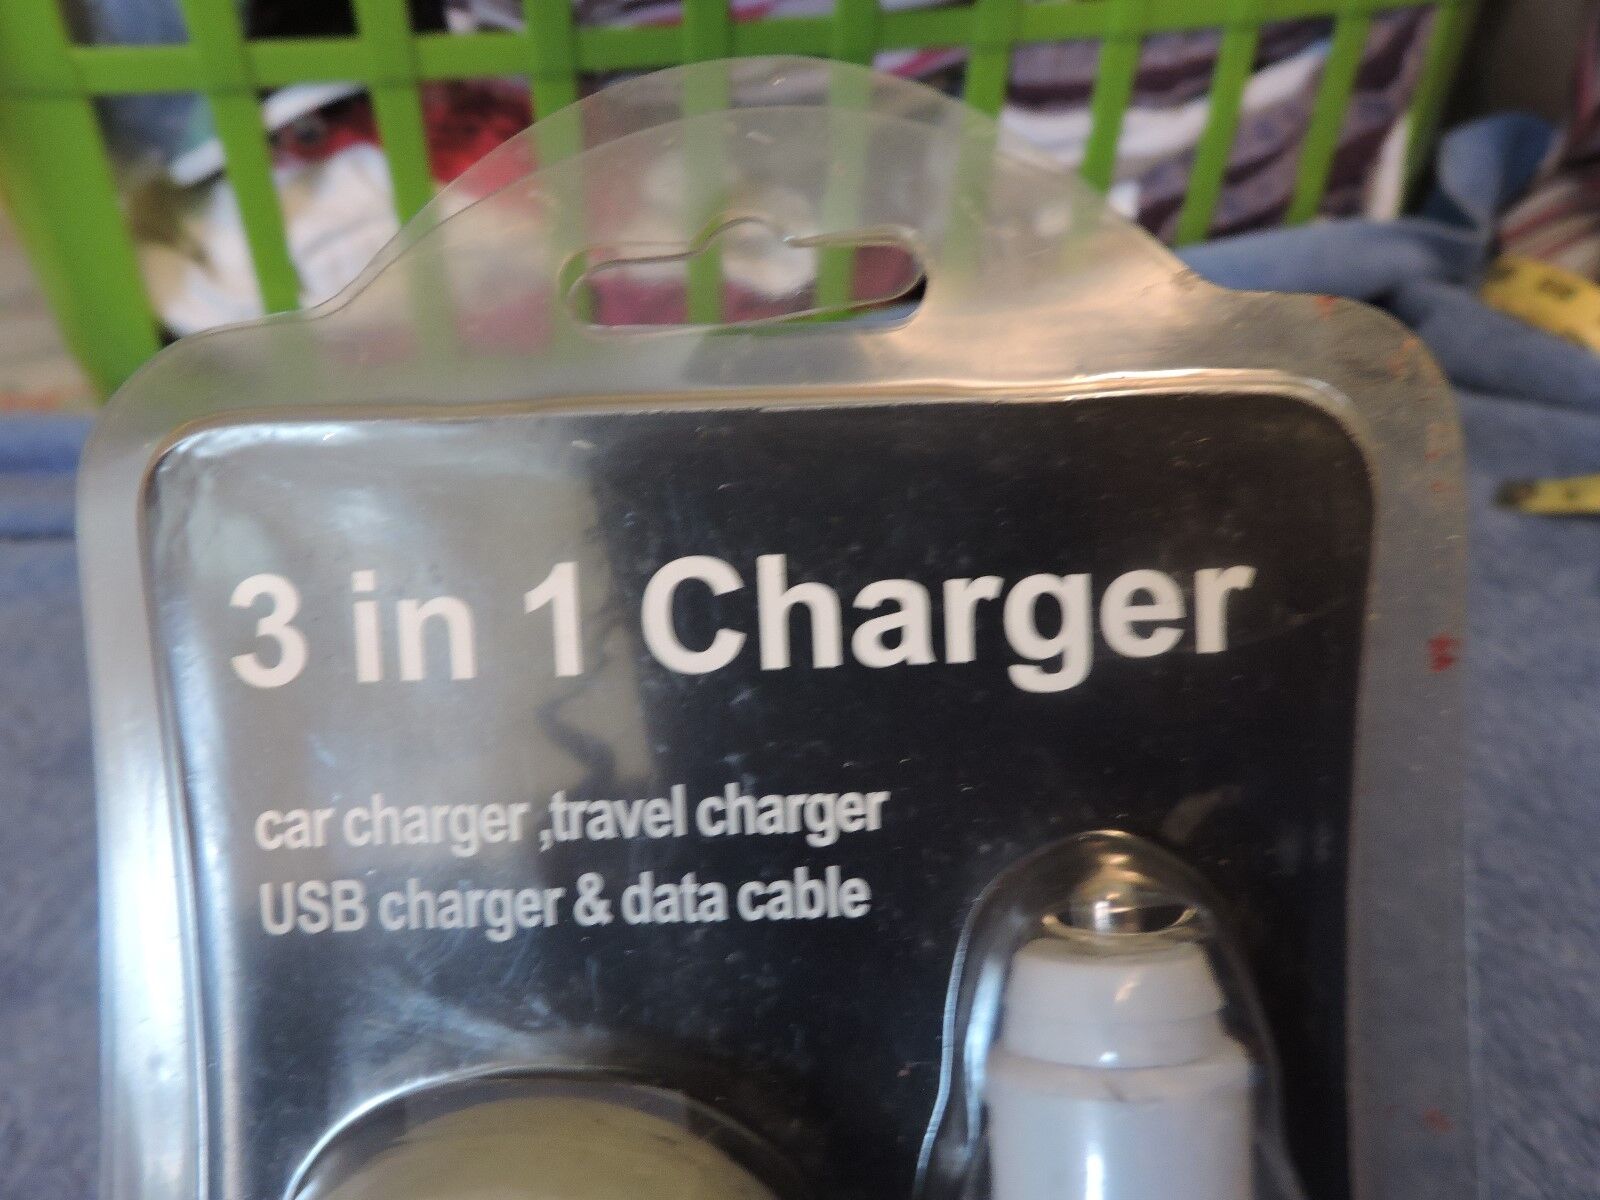 3 in 1 Charger
car charger ,travel charger
USB charger & data cable